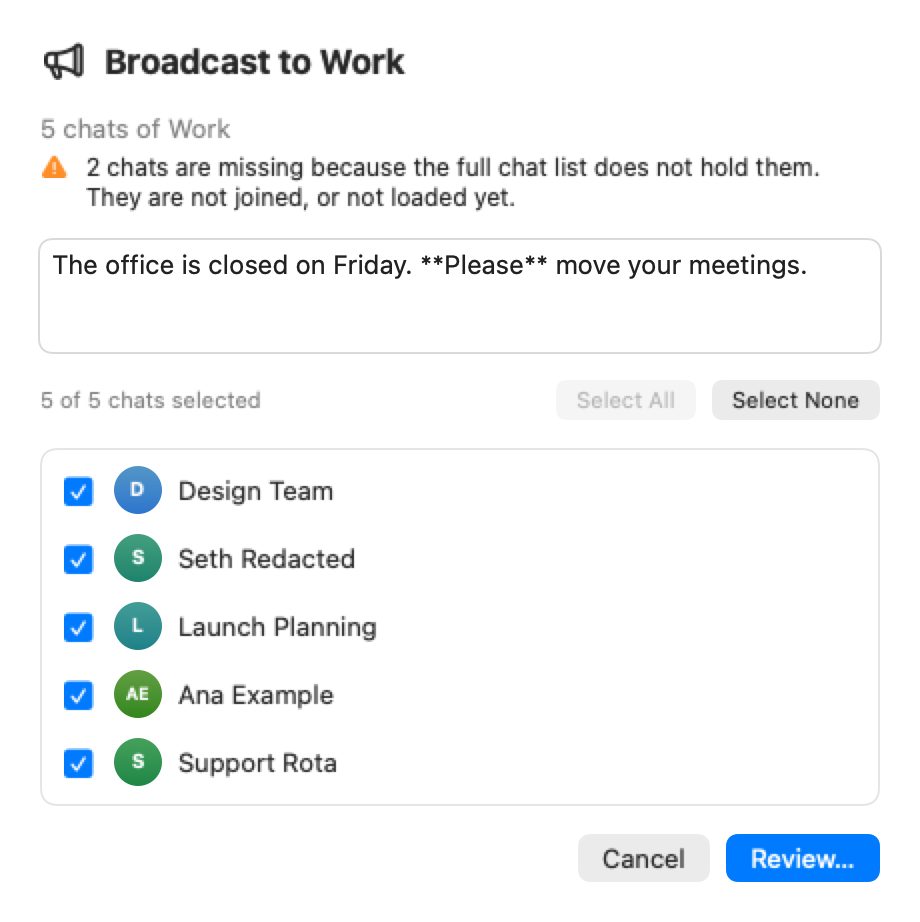 Broadcast to Work
5 chats of Work
2 chats are missing because the full chat list does not hold them.
They are not joined, or not loaded yet.
The office is closed on Friday. **Please** move your meetings.
5 of 5 chats selected
Select All
Select None
D
Design Team
S
Seth Redacted
L
Launch Planning
AE
Ana Example
S
Support Rota
Cancel
Review...